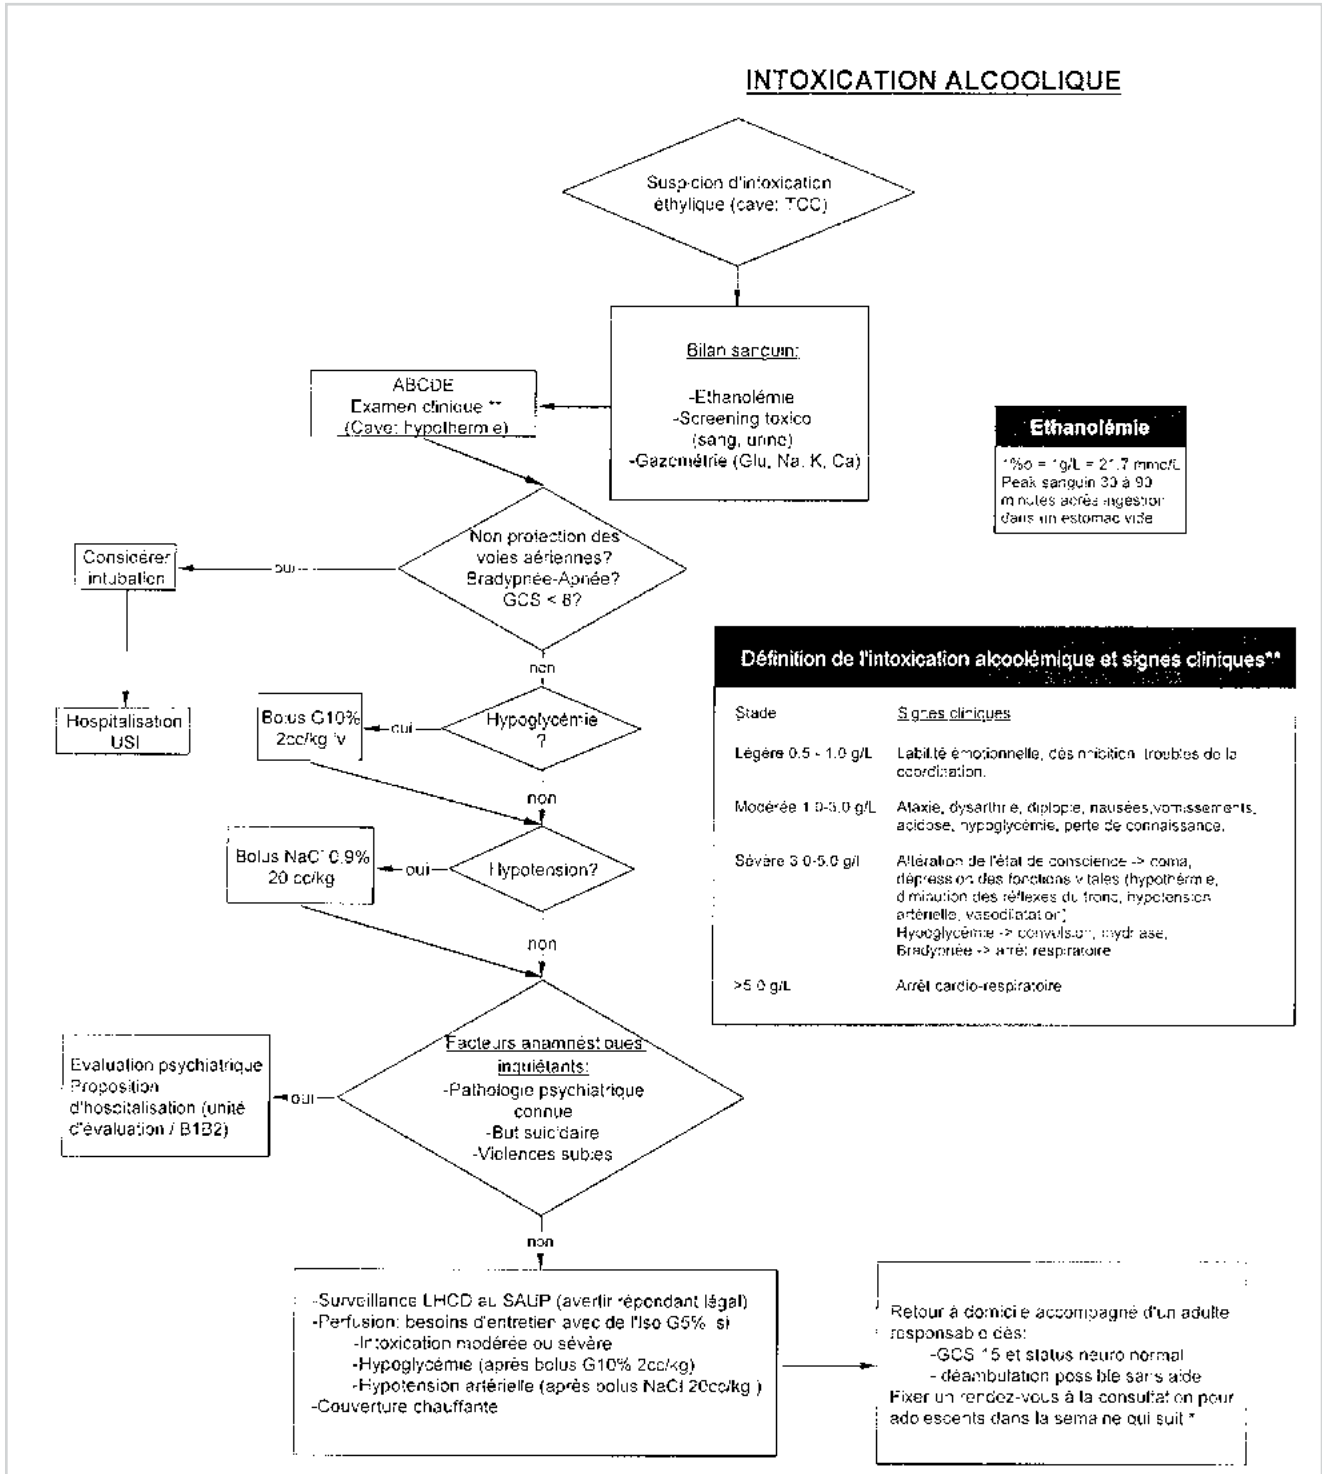 INTOXICATION ALCOOLIQUE
Suspicion d'intoxication
éthylique (cave: TCC)
Bilan sanguin:
-Ethanolémie
-Screening toxico
(sang, urine)
-Gazométrie (Glu, Na, K, Ca)
ABCDE
Examen clinique **
(Cave: hypothermie)
Ethanolémie
1‰ = 1g/L = 21.7 mmo/L
Peak sanguin 30 à 90
minutes après ingestion
dans un estomac vide
Non protection des
voies aériennes?
Bradypnée-Apnée?
GCS < 8?
oui
Considérer
intubation
Hospitalisation
USI
non
Hypoglycémie
?
oui
Bolus G10%
2cc/kg iv
non
Hypotension?
oui
Bolus NaCl 0.9%
20 cc/kg
non
Définition de l'intoxication alcoolémique et signes cliniques**
Stade Signes cliniques
Légère 0.5 - 1.0 g/L Labilité émotionnelle, désinhibition, troubles de la
coordination.
Modérée 1.0-3.0 g/L Ataxie, dysarthrie, diplopie, nausées, vomissements,
acidose, hypoglycémie, perte de connaissance.
Sévère 3.0-5.0 g/l Altération de l'état de conscience -> coma,
dépression des fonctions vitales (hypothermie,
diminution des réflexes du tronc, hypotension
artérielle, vasodilatation)
Hypoglycémie -> convulsion, mydriase,
Bradypnée -> arrêt respiratoire
>5.0 g/L Arrêt cardio-respiratoire
Facteurs anamnestiques
inquiétants:
-Pathologie psychiatrique
connue
-But suicidaire
-Violences subies
oui
Evaluation psychiatrique
Proposition
d'hospitalisation (unité
d'évaluation / B1B2)
non
-Surveillance LHCD au SAUP (avertir répondant légal)
-Perfusion: besoins d'entretien avec de l'Iso G5% si
-Intoxication modérée ou sévère
-Hypoglycémie (après bolus G10% 2cc/kg)
-Hypotension artérielle (après bolus NaCl 20cc/kg )
-Couverture chauffante
Retour à domicile accompagné d'un adulte
responsable dès:
-GCS 15 et status neuro normal
- déambulation possible sans aide
Fixer un rendez-vous à la consultation pour
adolescents dans la semaine qui suit *